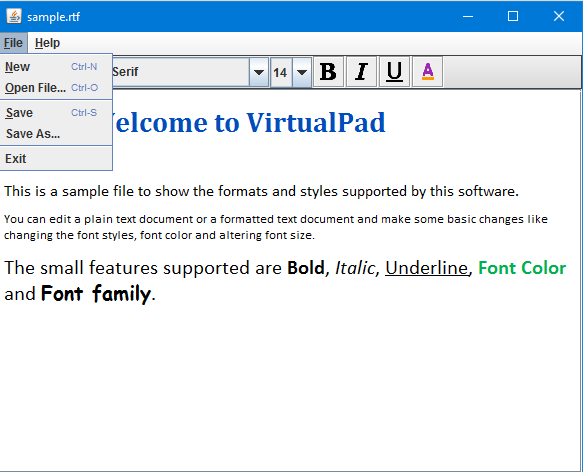 sample.rtf
File Help
Serif 14 B I U A
New Ctrl-N
Open File... Ctrl-O
Save Ctrl-S
Save As...
Exit
elcome to VirtualPad
This is a sample file to show the formats and styles supported by this software.
You can edit a plain text document or a formatted text document and make some basic changes like
changing the font styles, font color and altering font size.
The small features supported are Bold, Italic, Underline, Font Color
and Font family.